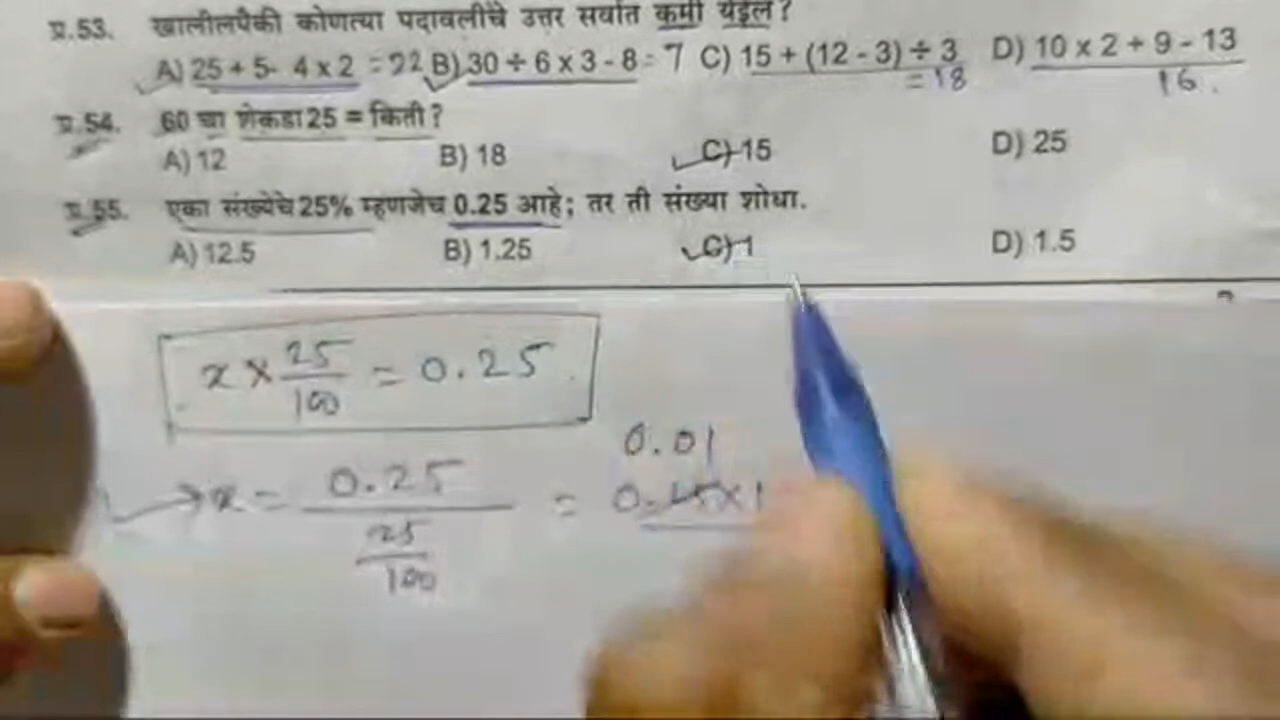 प्र.53. खालीलपैकी कोणत्या पदावलीचे उत्तर सर्वात कमी येईल?
A) 25 + 5- 4 x 2 = 22 B) 30 ÷ 6 x 3 - 8 = 7 C) 15 + (12 - 3) ÷ 3 = 18 D) 10 x 2 + 9 - 13 16.
प्र.54. 60 चा शेकडा 25 = किती?
A) 12 B) 18 C) 15 D) 25
प्र.55. एका संख्येचे 25% म्हणजेच 0.25 आहे; तर ती संख्या शोधा.
A) 12.5 B) 1.25 C) 1 D) 1.5
x × 25/100 = 0.25
0.01
x = 0.25 / 25/100 = 0.25×1